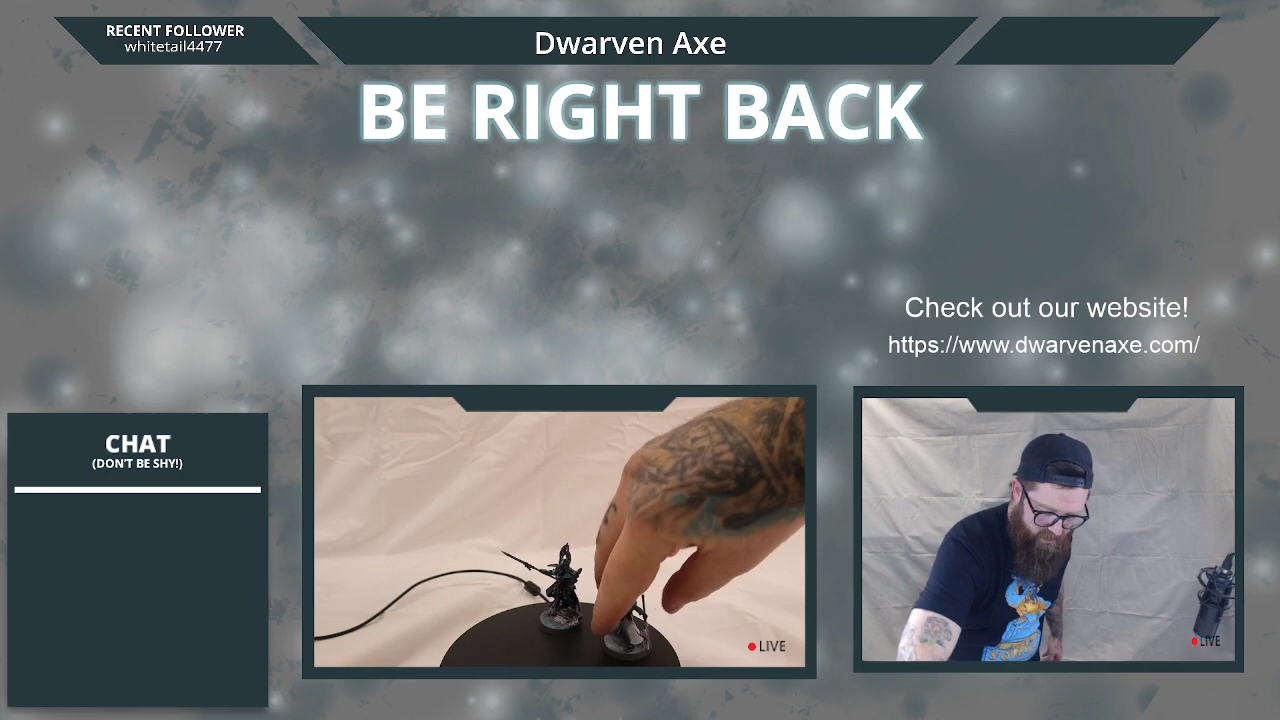 RECENT FOLLOWER
whitetail4477
Dwarven Axe
BE RIGHT BACK
Check out our website!
https://www.dwarvenaxe.com/
CHAT
(DON'T BE SHY!)
LIVE
LIVE